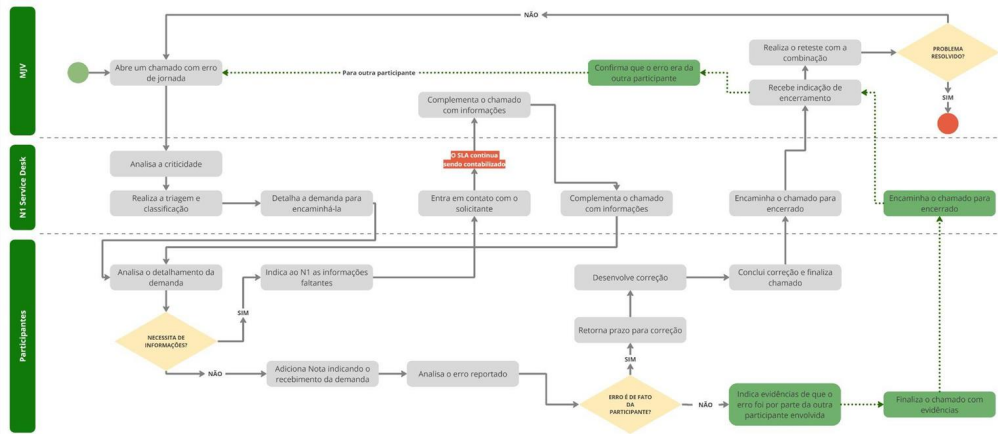 MJV
NÃO
Abre um chamado com erro
de jornada
Para outra participante
Confirma que o erro era da
outra participante
Realiza o reteste com a
combinação
PROBLEMA
RESOLVIDO?
Recebe indicação de
encerramento
SIM
Complementa o chamado
com informações
N1 Service Desk
O SLA continua
sendo contabilizado
Analisa a criticidade
Realiza a triagem e
classificação
Detalha a demanda para
encaminhá-la
Entra em contato com o
solicitante
Complementa o chamado
com informações
Encaminha o chamado para
encerrado
Encaminha o chamado para
encerrado
Participantes
Analisa o detalhamento da
demanda
Indica ao N1 as informações
faltantes
Desenvolve correção
Conclui correção e finaliza
chamado
SIM
NECESSITA DE
INFORMAÇÕES?
Retorna prazo para correção
SIM
NÃO
Adiciona Nota indicando o
recebimento da demanda
Analisa o erro reportado
ERRO É DE FATO
DA
PARTICIPANTE?
NÃO
Indica evidências de que o
erro foi por parte da outra
participante envolvida
Finaliza o chamado com
evidências